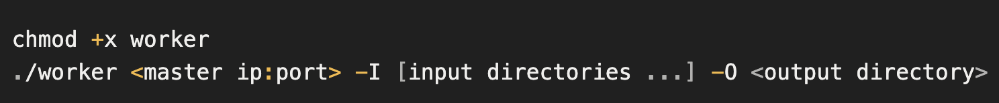 chmod +x worker
./worker <master ip:port> -I [input directories ...] -O <output directory>